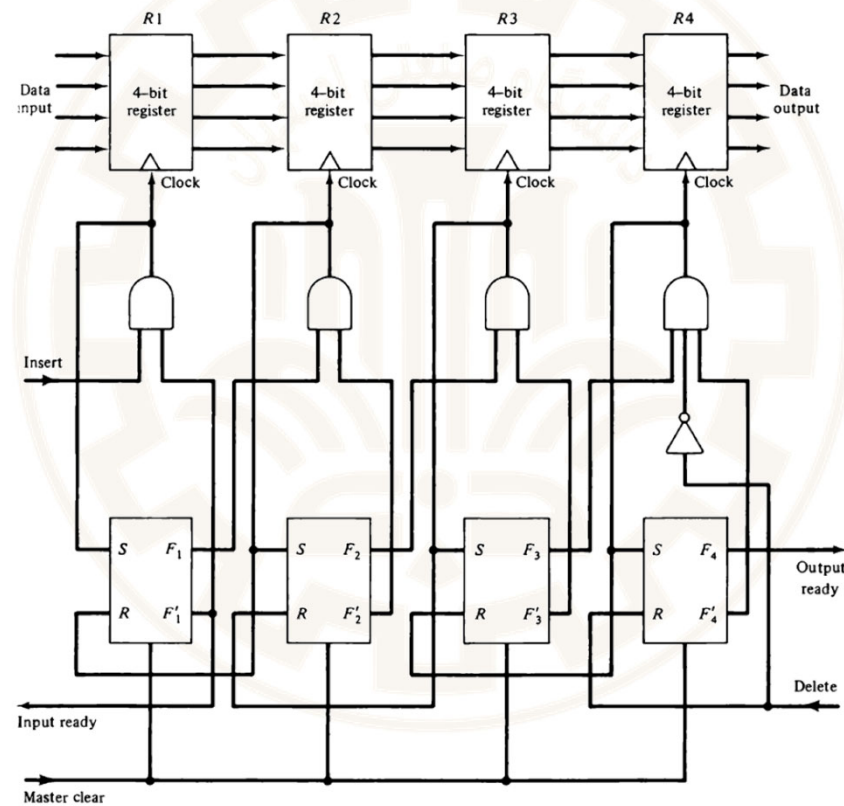 R1 R2 R3 R4
Data input
4-bit register
4-bit register
4-bit register
4-bit register
Data output
Clock
Clock
Clock
Clock
Insert
S F₁
R F′₁
S F₂
R F′₂
S F₃
R F′₃
S F₄
R F′₄
Output ready
Delete
Input ready
Master clear